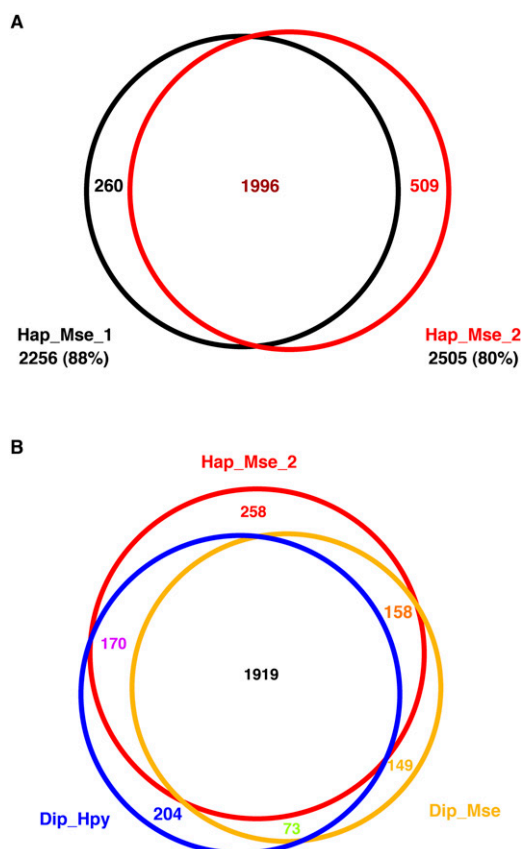 A
260 1996 509
Hap_Mse_1 Hap_Mse_2
2256 (88%) 2505 (80%)
B
Hap_Mse_2
258
158
170
1919
149
Dip_Hpy 204 Dip_Mse
73